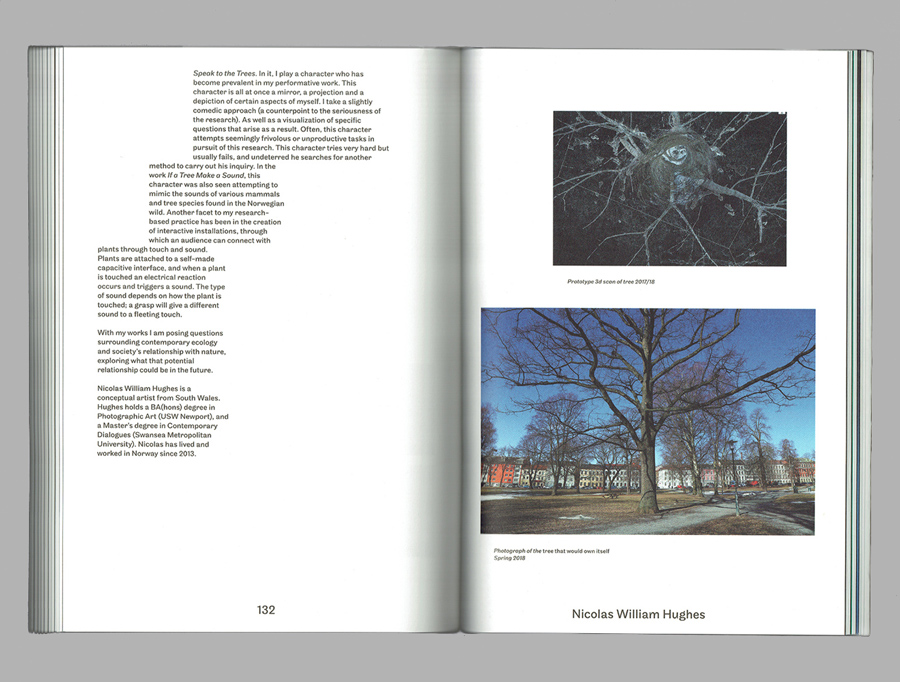 Speak to the Trees. In it, I play a character who has
become prevalent in my performative work. This
character is all at once a mirror, a projection and a
depiction of certain aspects of myself. I take a slightly
comedic approach (a counterpoint to the seriousness of
the research). As well as a visualization of specific
questions that arise as a result. Often, this character
attempts seemingly frivolous or unproductive tasks in
pursuit of this research. This character tries very hard but
usually fails, and undeterred he searches for another
method to carry out his inquiry. In the
work If a Tree Make a Sound, this
character was also seen attempting to
mimic the sounds of various mammals
and tree species found in the Norwegian
wild. Another facet to my research-
based practice has been in the creation
of interactive installations, through
which an audience can connect with
plants through touch and sound.
Plants are attached to a self-made
capacitive interface, and when a plant
is touched an electrical reaction
occurs and triggers a sound. The type
of sound depends on how the plant is
touched; a grasp will give a different
sound to a fleeting touch.
With my works I am posing questions
surrounding contemporary ecology
and society's relationship with nature,
exploring what that potential
relationship could be in the future.
Nicolas William Hughes is a
conceptual artist from South Wales.
Hughes holds a BA(hons) degree in
Photographic Art (USW Newport), and
a Master's degree in Contemporary
Dialogues (Swansea Metropolitan
University). Nicolas has lived and
worked in Norway since 2013.
132
Prototype 3d scan of tree 2017/18
Photograph of the tree that would own itself
Spring 2018
Nicolas William Hughes